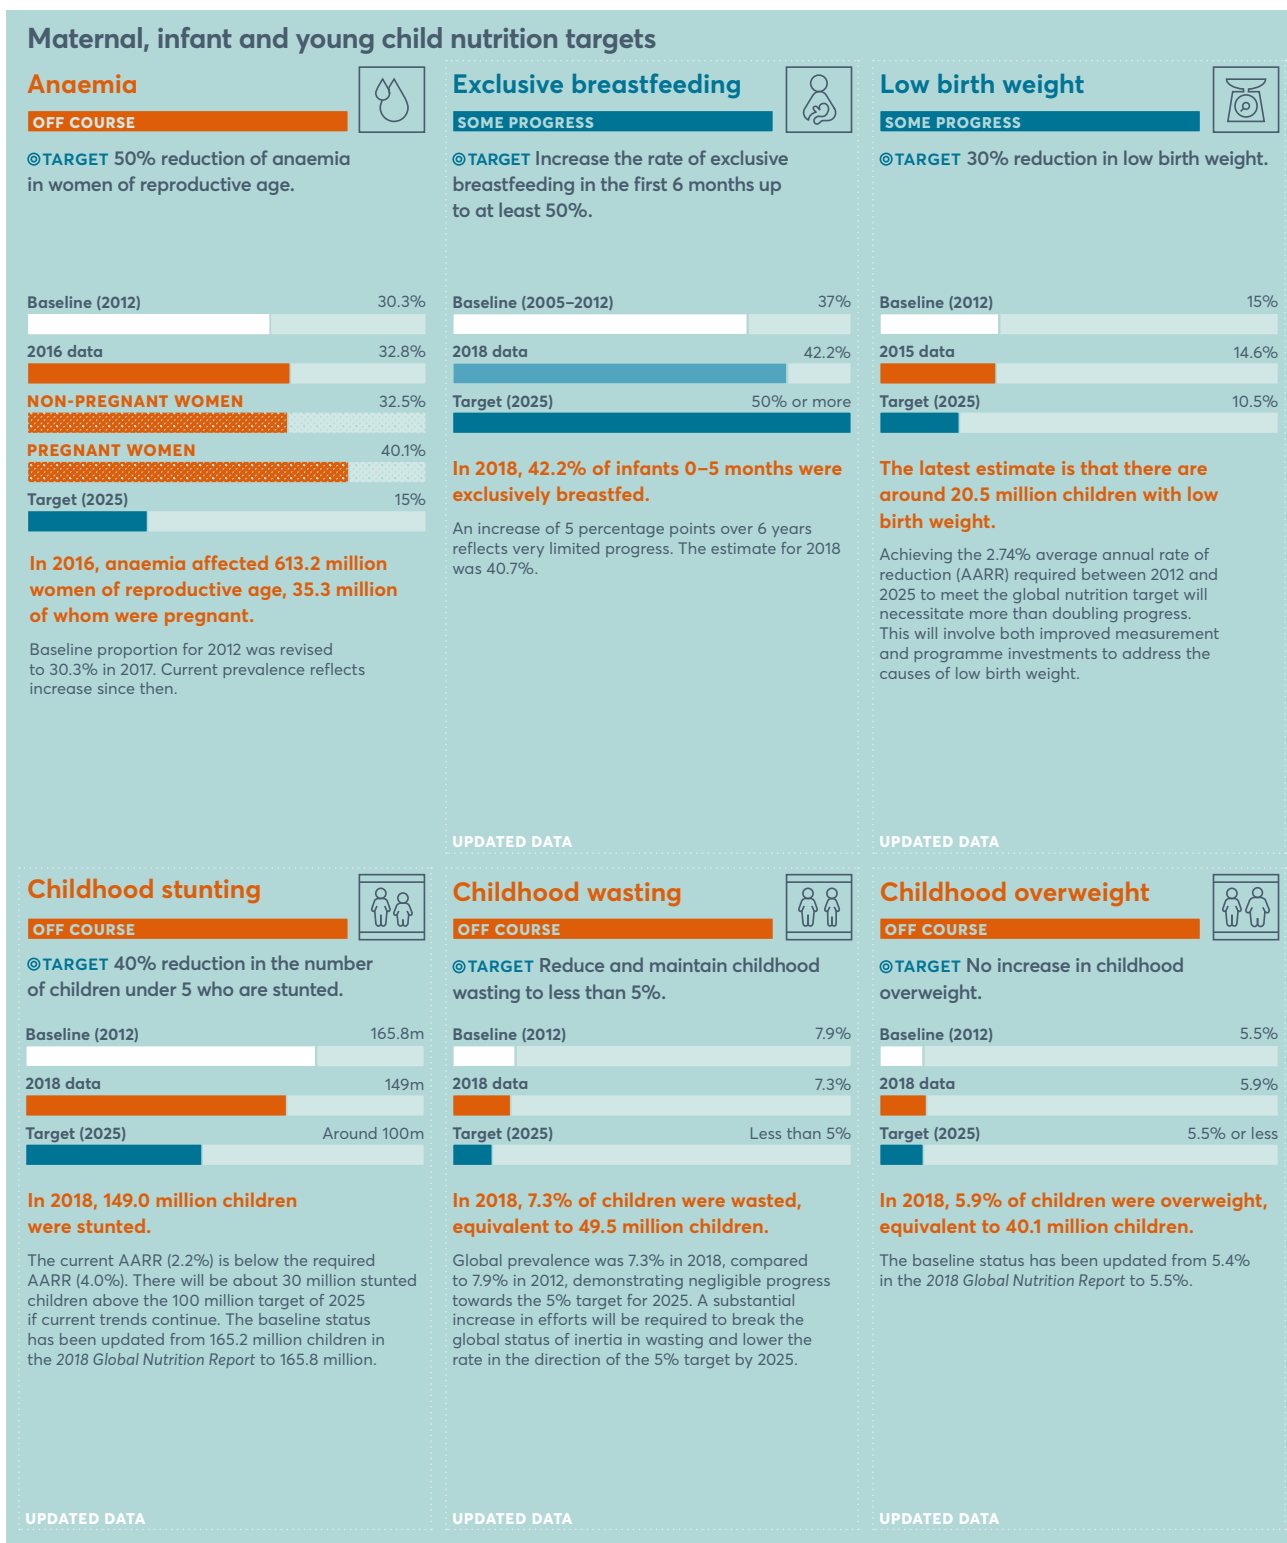 Maternal, infant and young child nutrition targets
Anaemia
OFF COURSE
TARGET 50% reduction of anaemia
in women of reproductive age.
Baseline (2012) 30.3%
2016 data 32.8%
NON-PREGNANT WOMEN 32.5%
PREGNANT WOMEN 40.1%
Target (2025) 15%
In 2016, anaemia affected 613.2 million
women of reproductive age, 35.3 million
of whom were pregnant.
Baseline proportion for 2012 was revised
to 30.3% in 2017. Current prevalence reflects
increase since then.
Exclusive breastfeeding
SOME PROGRESS
TARGET Increase the rate of exclusive
breastfeeding in the first 6 months up
to at least 50%.
Baseline (2005–2012) 37%
2018 data 42.2%
Target (2025) 50% or more
In 2018, 42.2% of infants 0–5 months were
exclusively breastfed.
An increase of 5 percentage points over 6 years
reflects very limited progress. The estimate for 2018
was 40.7%.
UPDATED DATA
Low birth weight
SOME PROGRESS
TARGET 30% reduction in low birth weight.
Baseline (2012) 15%
2015 data 14.6%
Target (2025) 10.5%
The latest estimate is that there are
around 20.5 million children with low
birth weight.
Achieving the 2.74% average annual rate of
reduction (AARR) required between 2012 and
2025 to meet the global nutrition target will
necessitate more than doubling progress.
This will involve both improved measurement
and programme investments to address the
causes of low birth weight.
UPDATED DATA
Childhood stunting
OFF COURSE
TARGET 40% reduction in the number
of children under 5 who are stunted.
Baseline (2012) 165.8m
2018 data 149m
Target (2025) Around 100m
In 2018, 149.0 million children
were stunted.
The current AARR (2.2%) is below the required
AARR (4.0%). There will be about 30 million stunted
children above the 100 million target of 2025
if current trends continue. The baseline status
has been updated from 165.2 million children in
the 2018 Global Nutrition Report to 165.8 million.
UPDATED DATA
Childhood wasting
OFF COURSE
TARGET Reduce and maintain childhood
wasting to less than 5%.
Baseline (2012) 7.9%
2018 data 7.3%
Target (2025) Less than 5%
In 2018, 7.3% of children were wasted,
equivalent to 49.5 million children.
Global prevalence was 7.3% in 2018, compared
to 7.9% in 2012, demonstrating negligible progress
towards the 5% target for 2025. A substantial
increase in efforts will be required to break the
global status of inertia in wasting and lower the
rate in the direction of the 5% target by 2025.
UPDATED DATA
Childhood overweight
OFF COURSE
TARGET No increase in childhood
overweight.
Baseline (2012) 5.5%
2018 data 5.9%
Target (2025) 5.5% or less
In 2018, 5.9% of children were overweight,
equivalent to 40.1 million children.
The baseline status has been updated from 5.4%
in the 2018 Global Nutrition Report to 5.5%.
UPDATED DATA